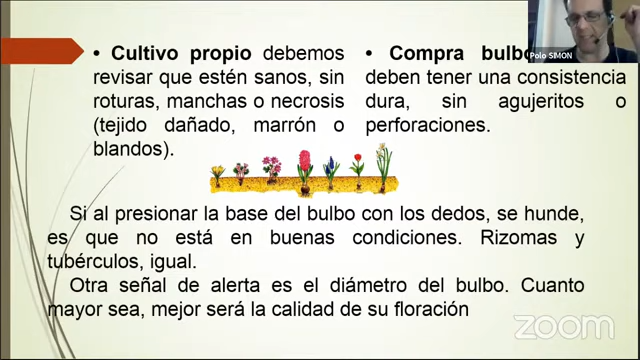 • Cultivo propio debemos
revisar que estén sanos, sin
roturas, manchas o necrosis
(tejido dañado, marrón o
blandos).
• Compra bulbo
deben tener una consistencia
dura, sin agujeritos o
perforaciones.
Si al presionar la base del bulbo con los dedos, se hunde,
es que no está en buenas condiciones. Rizomas y
tubérculos, igual.
Otra señal de alerta es el diámetro del bulbo. Cuanto
mayor sea, mejor será la calidad de su floración
Polo SIMON
zoom